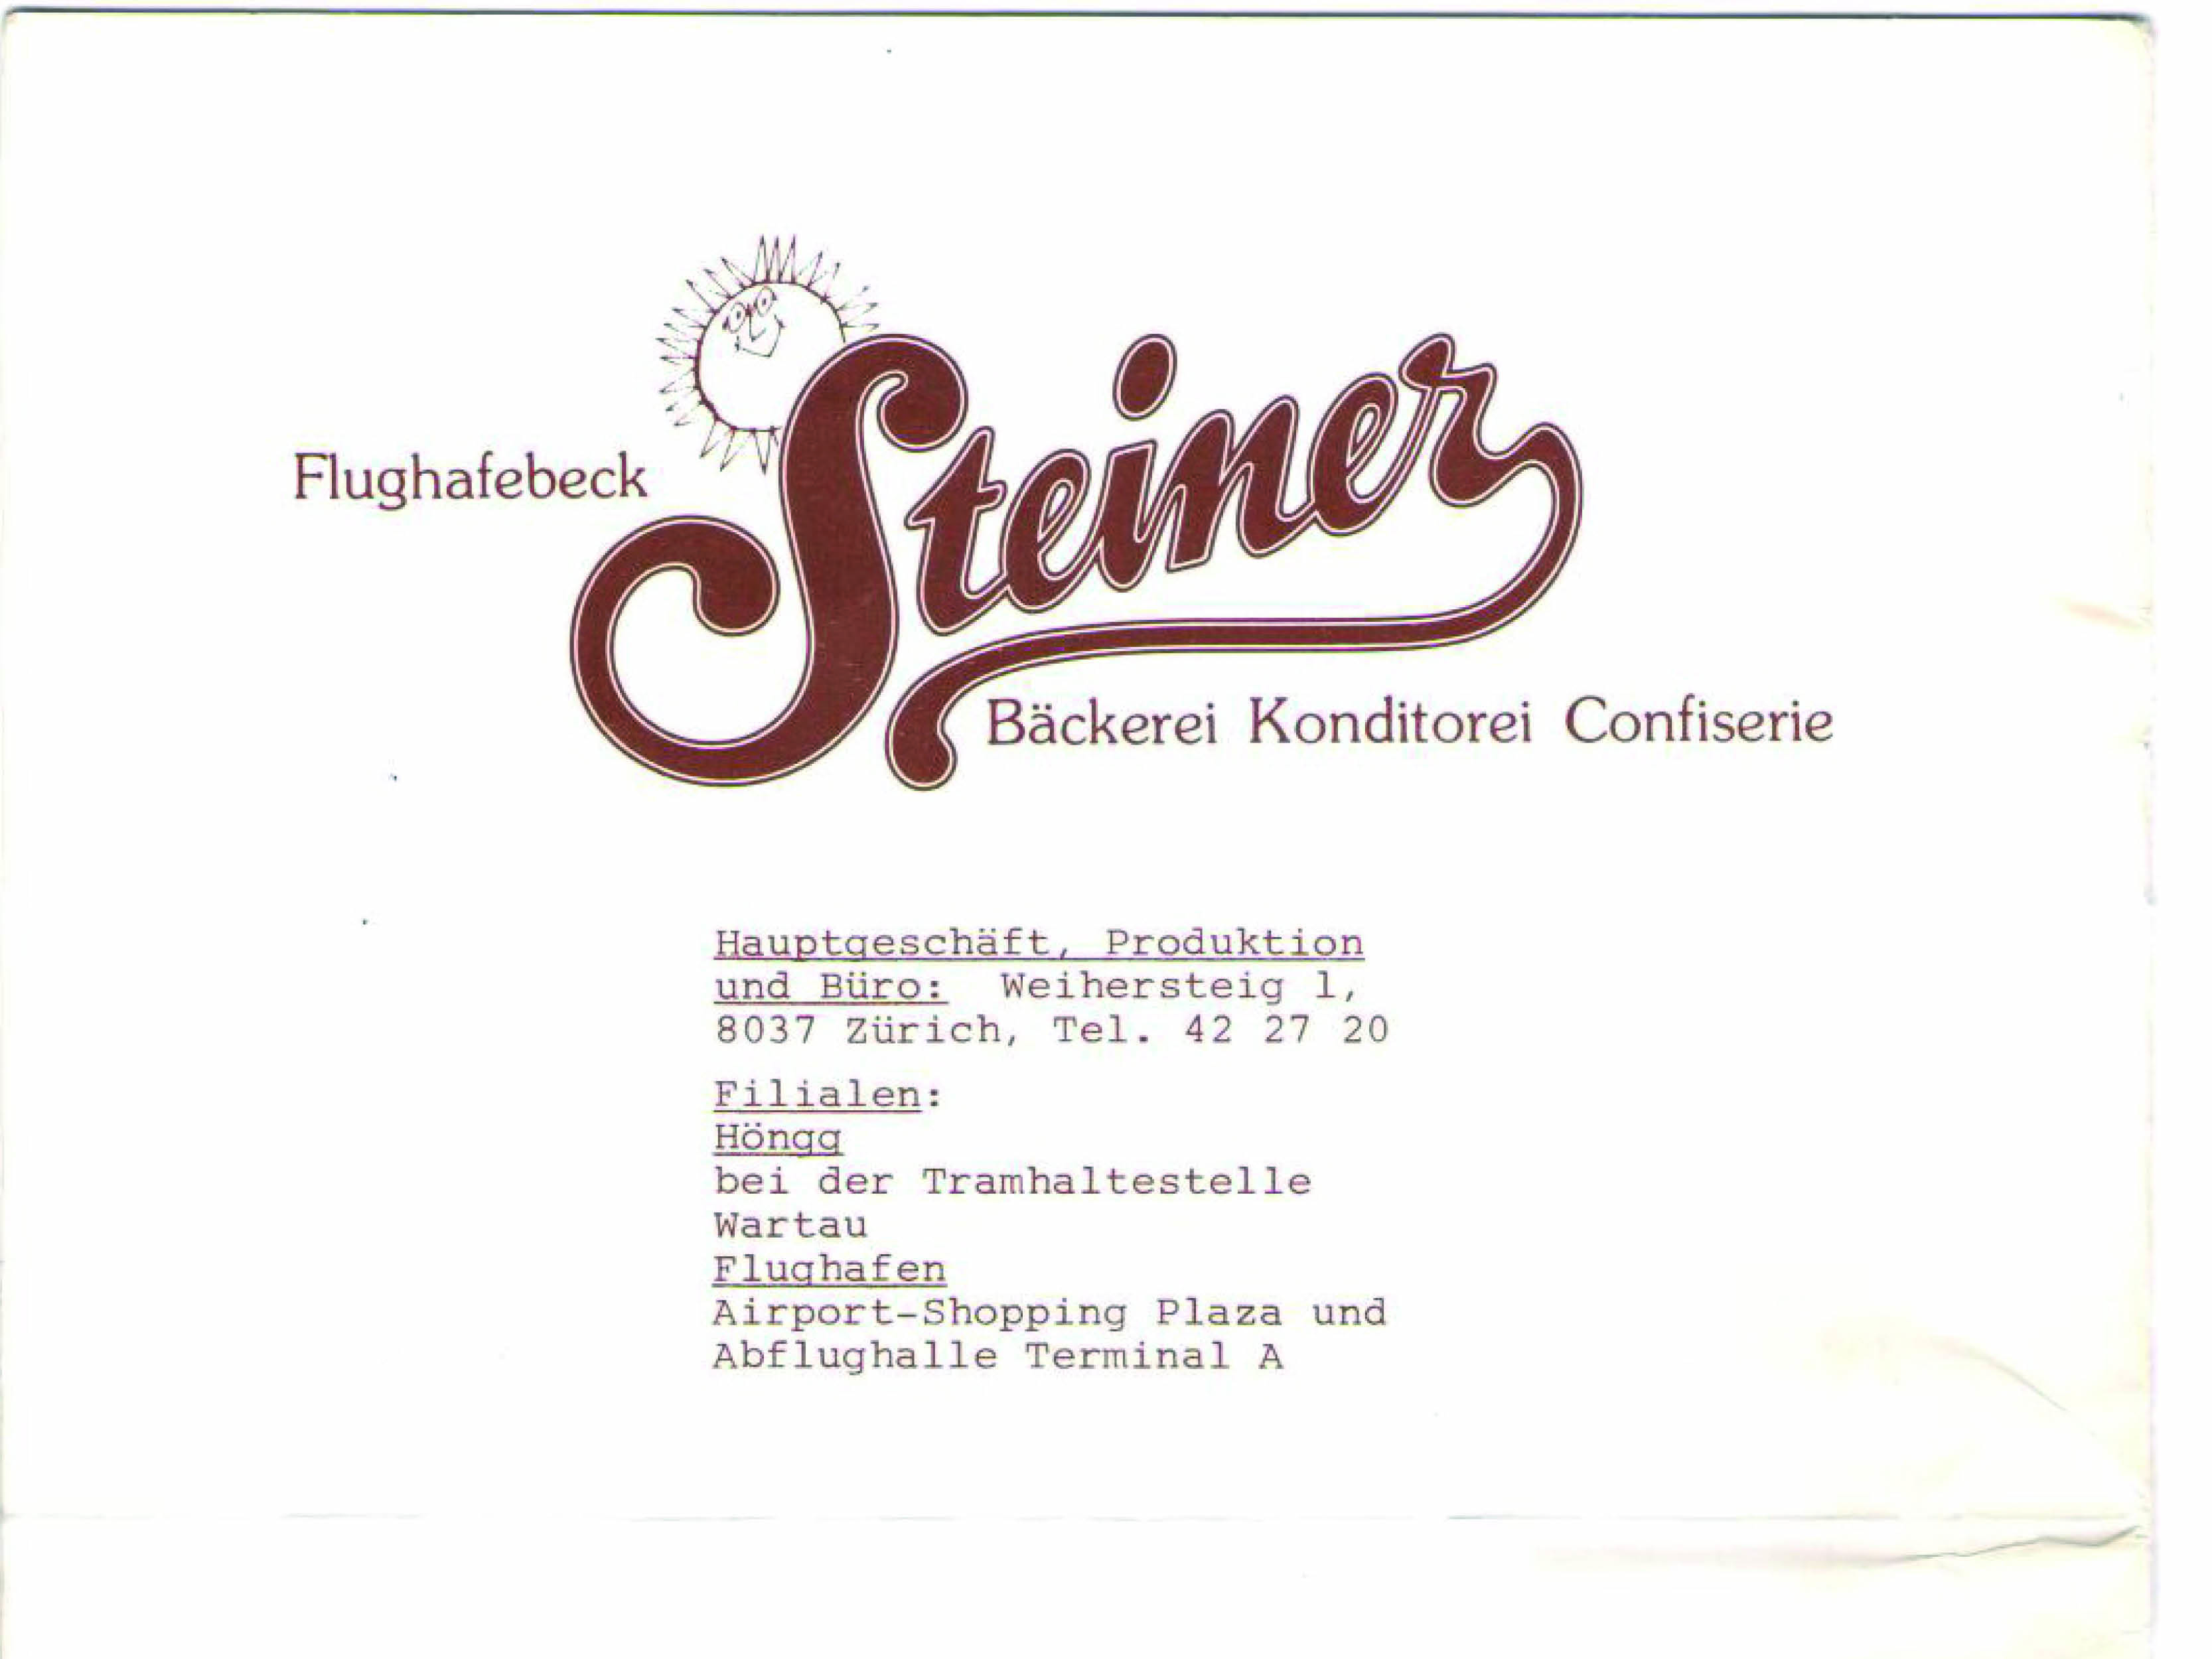 Flughafebeck
Steiner
Bäckerei Konditorei Confiserie
Hauptgeschäft, Produktion
und Büro: Weihersteig 1,
8037 Zürich, Tel. 42 27 20
Filialen:
Höngg
bei der Tramhaltestelle
Wartau
Flughafen
Airport-Shopping Plaza und
Abflughalle Terminal A